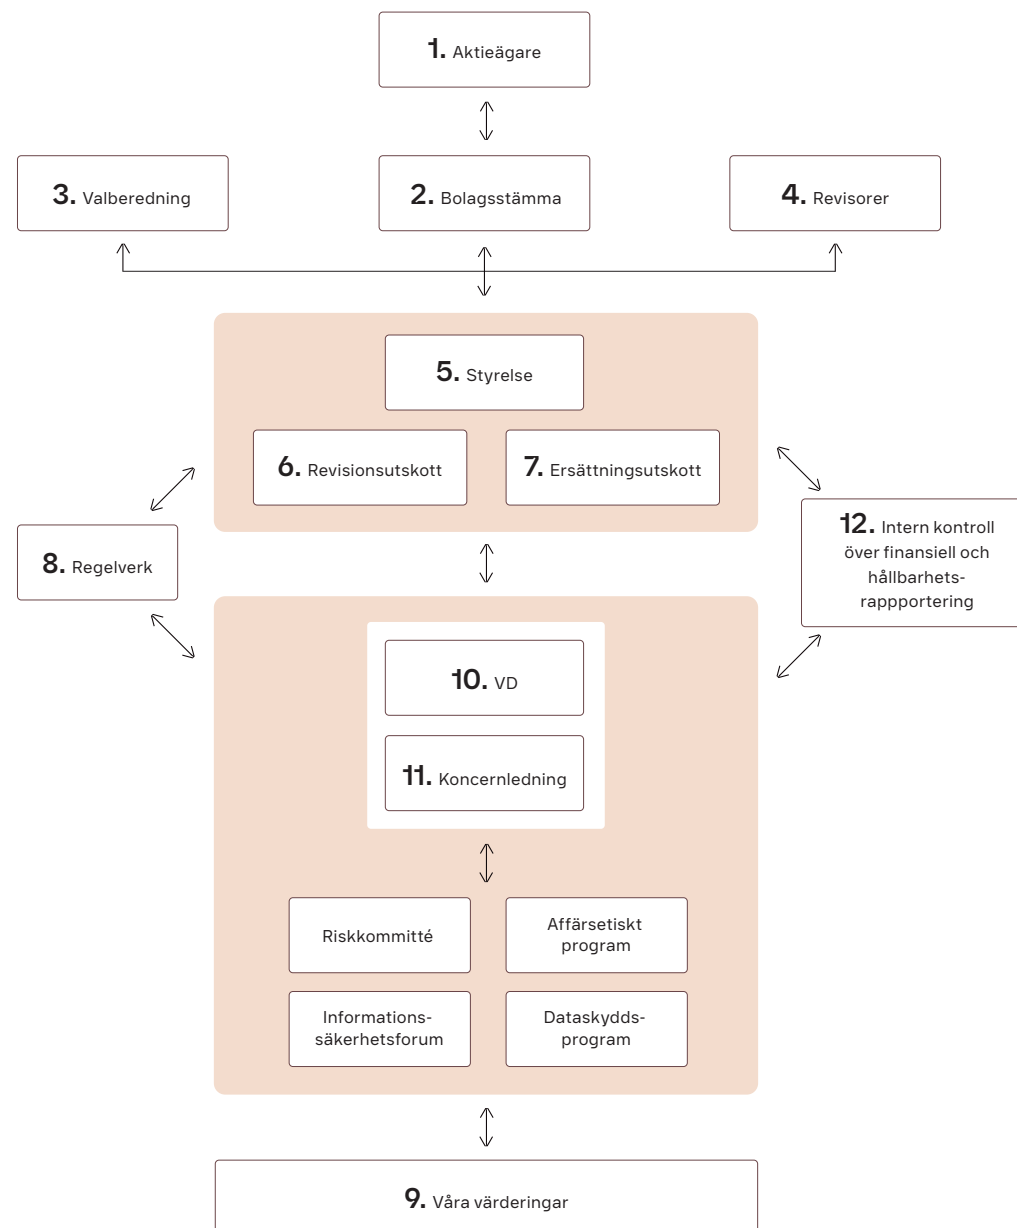 1. Aktieägare
3. Valberedning
2. Bolagsstämma
4. Revisorer
5. Styrelse
6. Revisionsutskott
7. Ersättningsutskott
8. Regelverk
12. Intern kontroll
över finansiell och
hållbarhets-
rappportering
10. VD
11. Koncernledning
Riskkommitté
Affärsetiskt
program
Informations-
säkerhetsforum
Dataskydds-
program
9. Våra värderingar